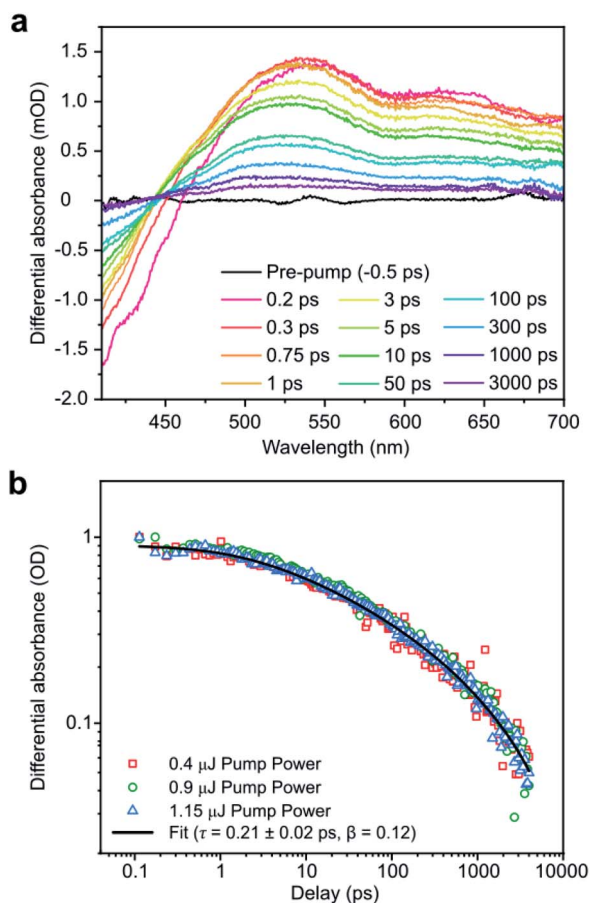 a
1.5
1.0
0.5
0
-0.5
-1.0
-1.5
-2.0
Differential absorbance (mOD)
Pre-pump (-0.5 ps)
0.2 ps 3 ps 100 ps
0.3 ps 5 ps 300 ps
0.75 ps 10 ps 1000 ps
1 ps 50 ps 3000 ps
450 500 550 600 650 700
Wavelength (nm)
b
1
0.1
Differential absorbance (OD)
0.4 μJ Pump Power
0.9 μJ Pump Power
1.15 μJ Pump Power
Fit (τ = 0.21 ± 0.02 ps, β = 0.12)
0.1 1 10 100 1000 10000
Delay (ps)